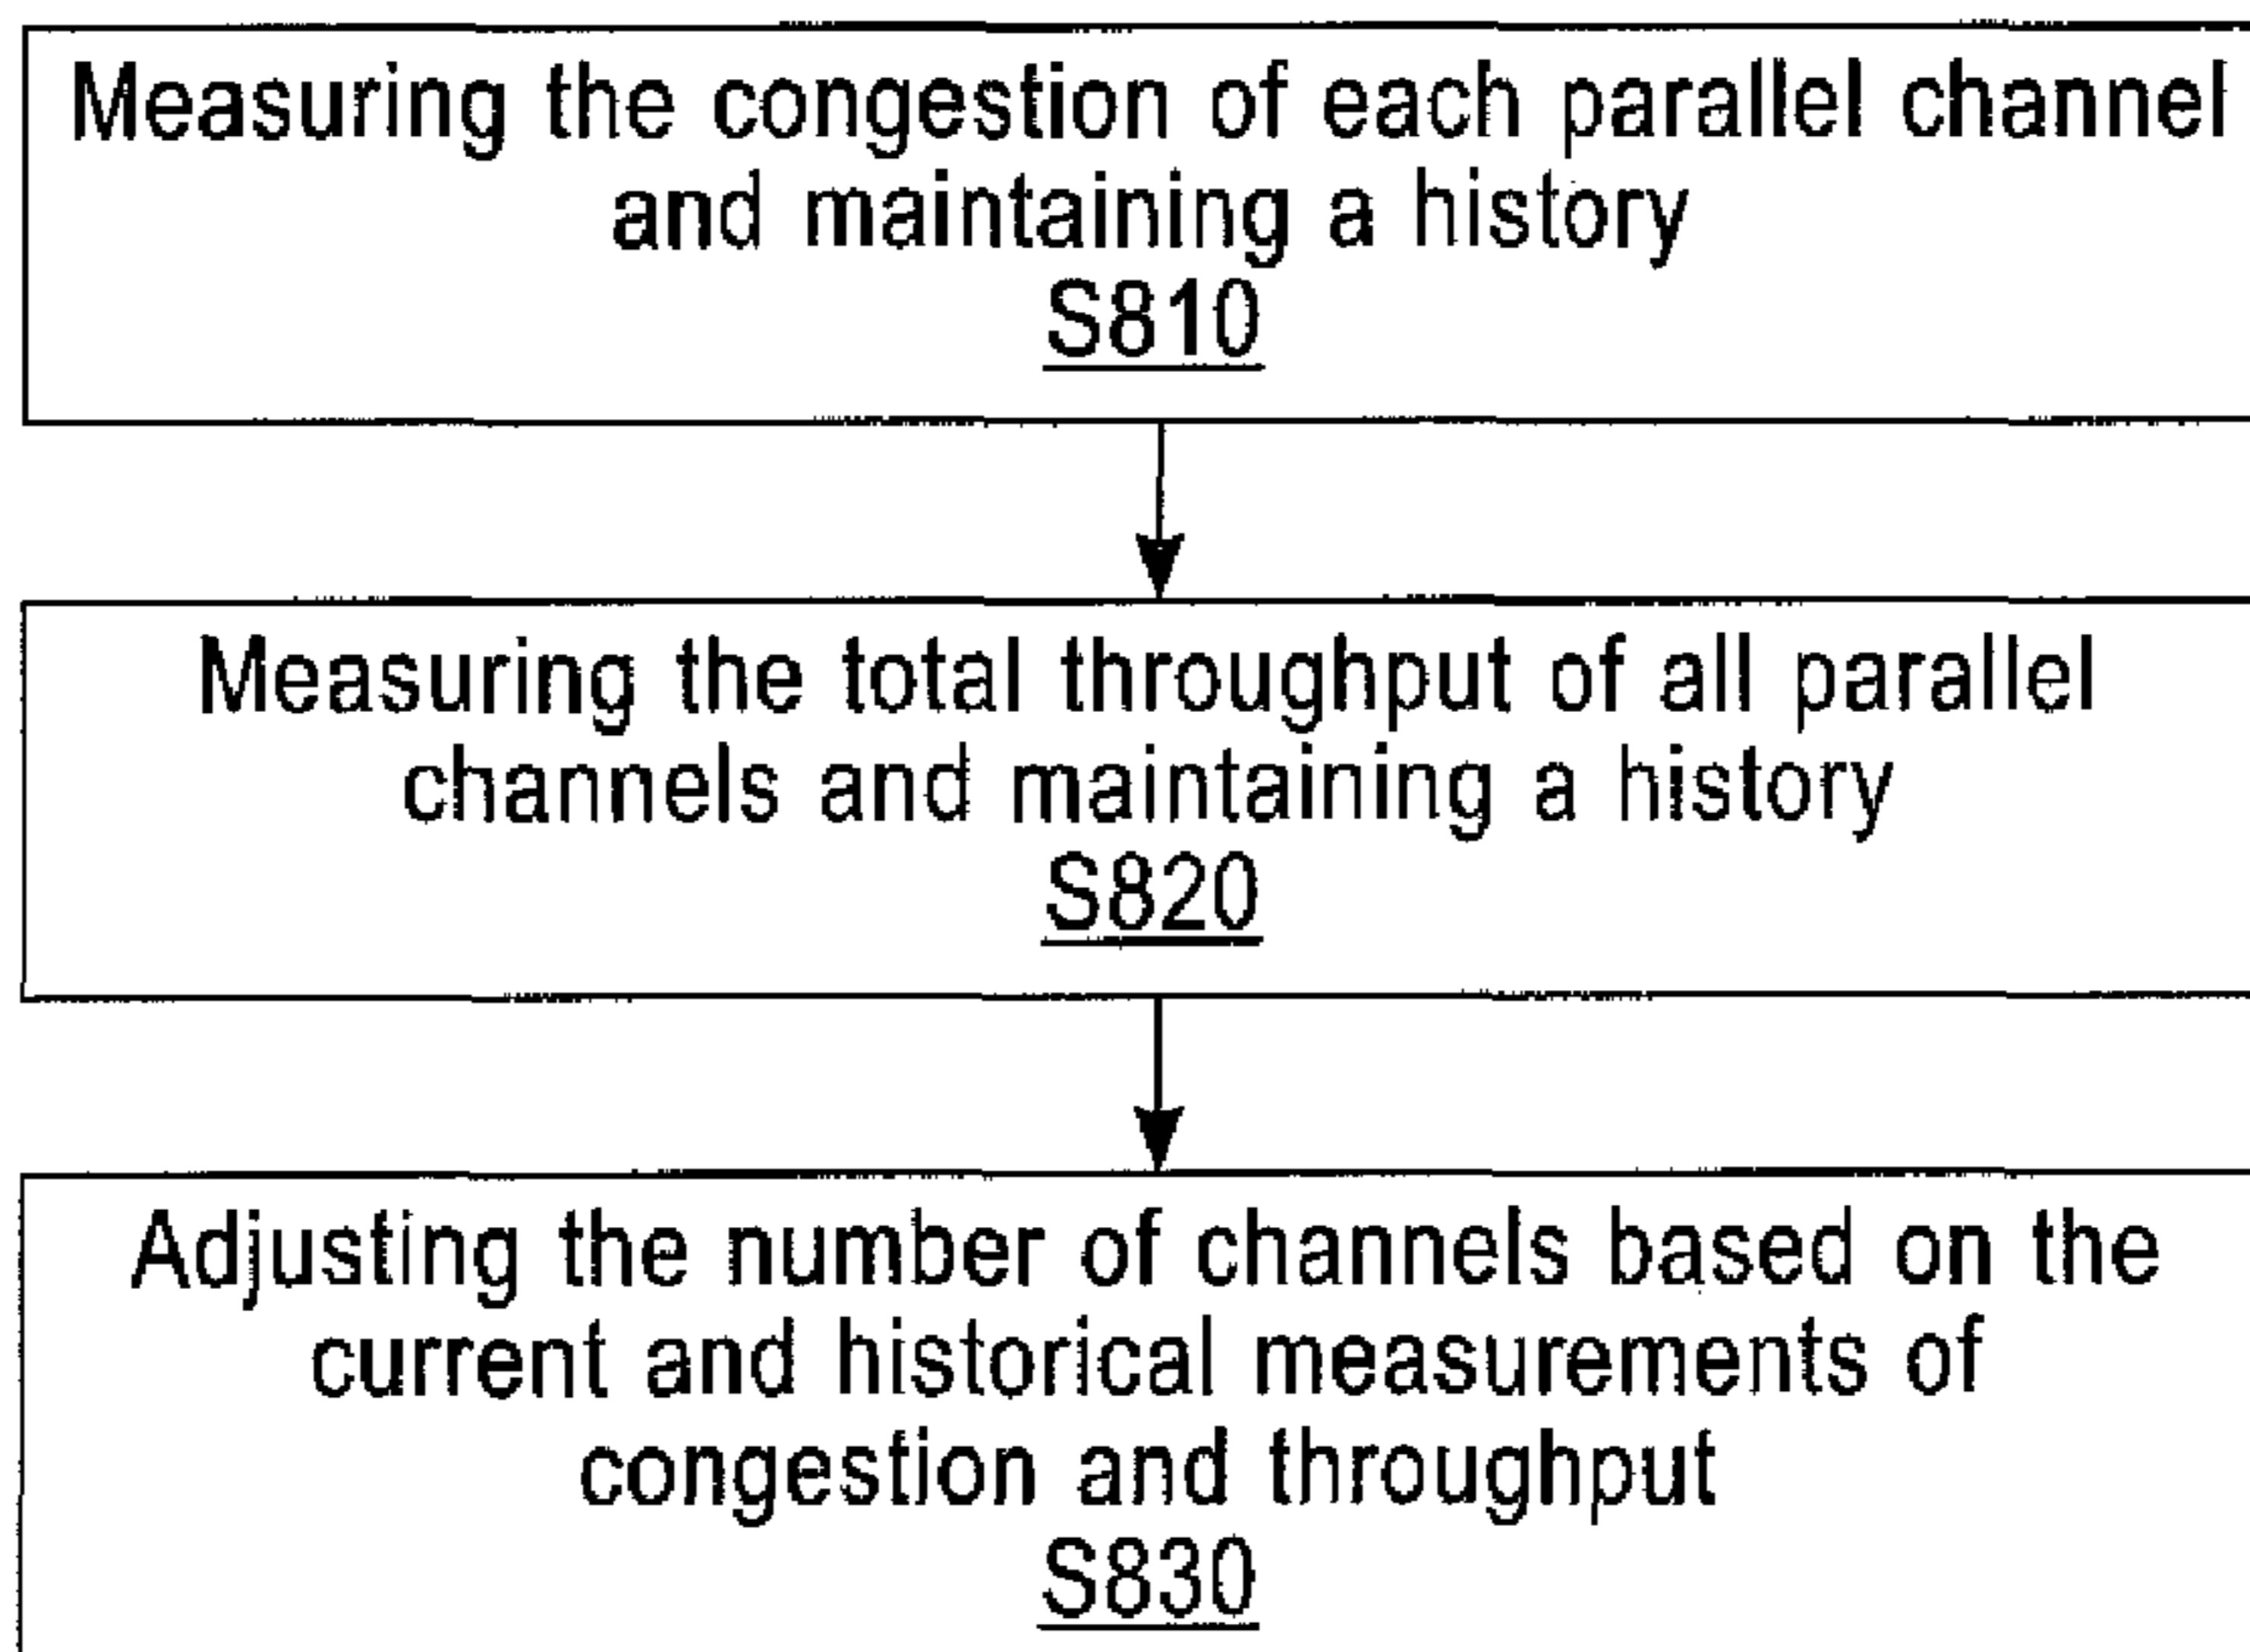 Measuring the congestion of each parallel channel
and maintaining a history
S810
Measuring the total throughput of all parallel
channels and maintaining a history
S820
Adjusting the number of channels based on the
current and historical measurements of
congestion and throughput
S830